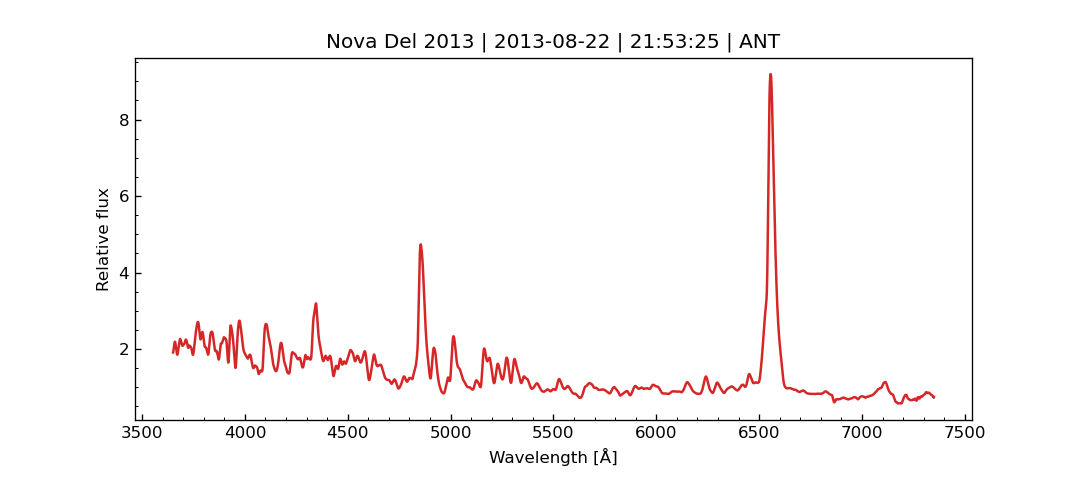 Nova Del 2013 | 2013-08-22 | 21:53:25 | ANT
Relative flux
8
6
4
2
3500 4000 4500 5000 5500 6000 6500 7000 7500
Wavelength [Å]